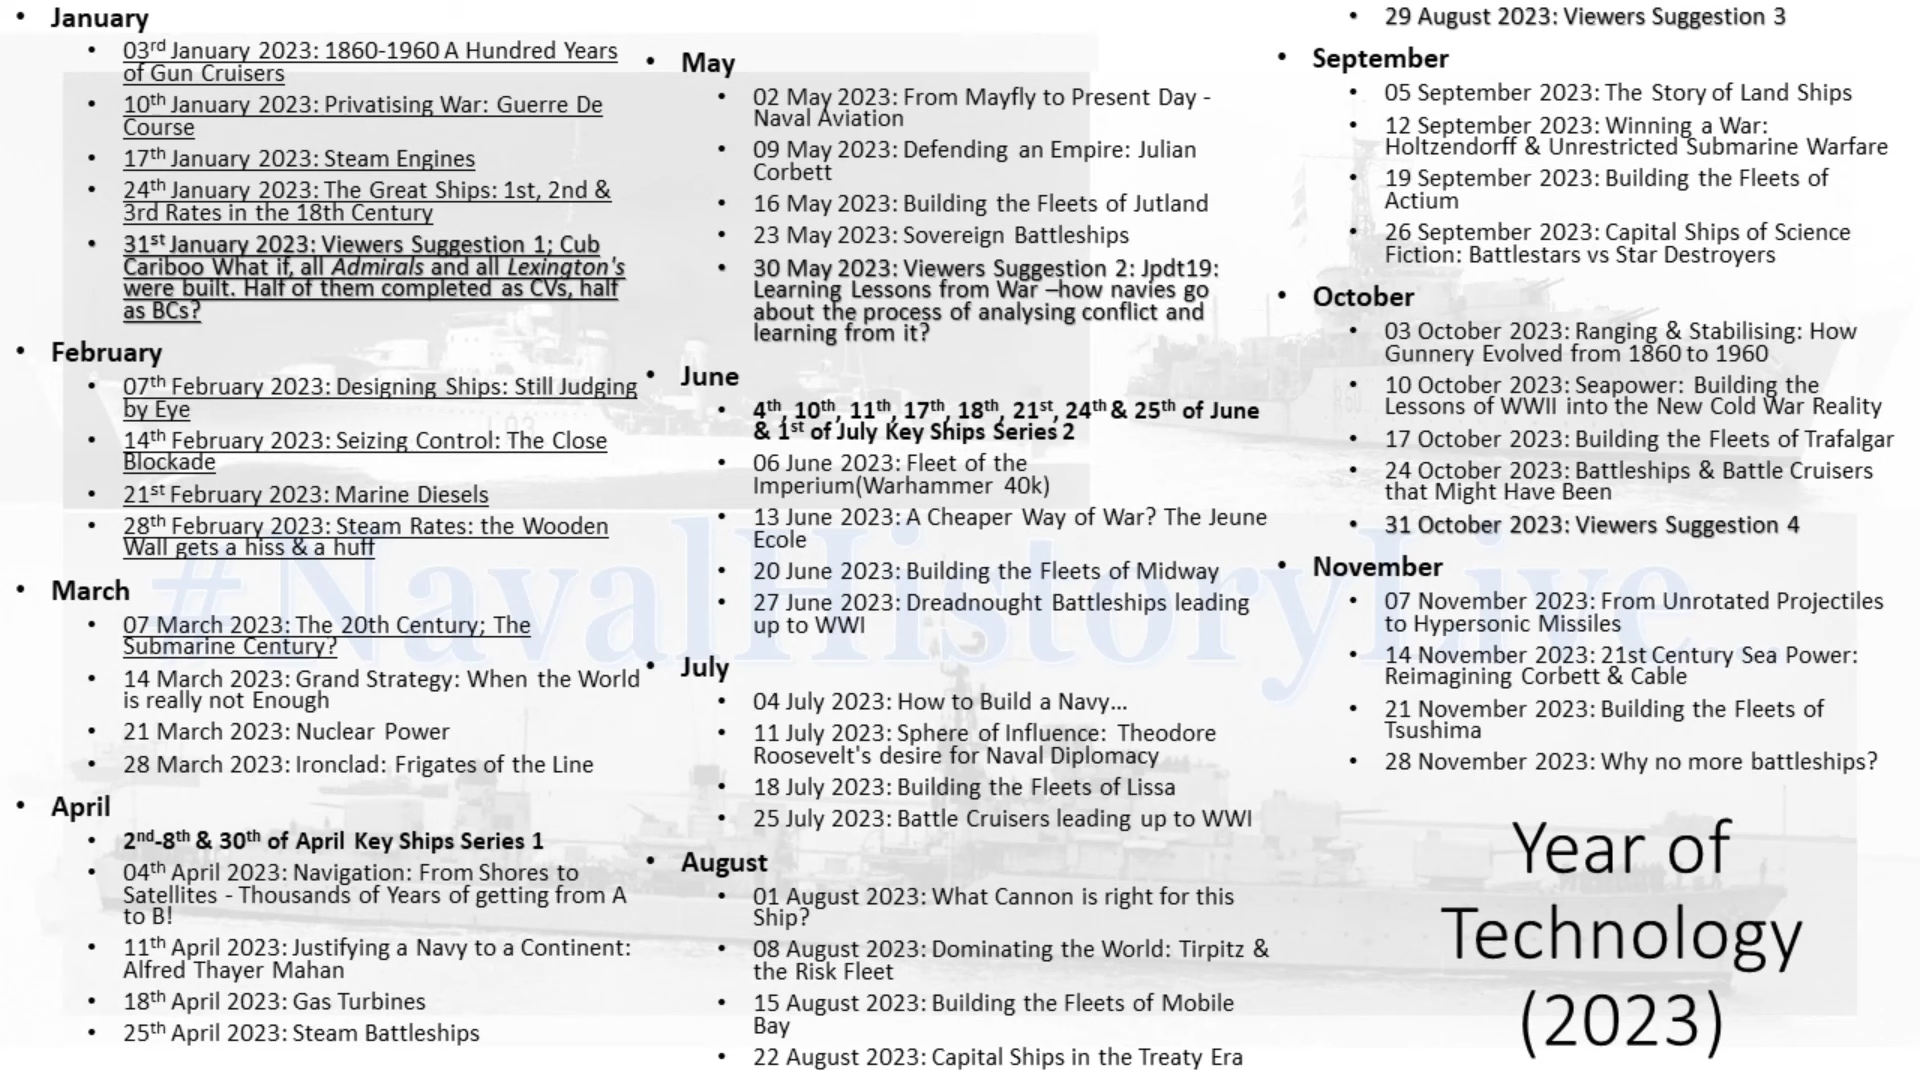 January
03rd January 2023: 1860-1960 A Hundred Years
of Gun Cruisers
10th January 2023: Privatising War: Guerre De
Course
17th January 2023: Steam Engines
24th January 2023: The Great Ships: 1st, 2nd &
3rd Rates in the 18th Century
31st January 2023: Viewers Suggestion 1; Cub
Cariboo What if, all Admirals and all Lexington's
were built. Half of them completed as CVs, half
as BCs?
February
07th February 2023: Designing Ships: Still Judging
by Eye
14th February 2023: Seizing Control: The Close
Blockade
21st February 2023: Marine Diesels
28th February 2023: Steam Rates: the Wooden
Wall gets a hiss & a huff
March
07 March 2023: The 20th Century; The
Submarine Century?
14 March 2023: Grand Strategy: When the World
is really not Enough
21 March 2023: Nuclear Power
28 March 2023: Ironclad: Frigates of the Line
April
2nd-8th & 30th of April Key Ships Series 1
04th April 2023: Navigation: From Shores to
Satellites - Thousands of Years of getting from A
to B!
11th April 2023: Justifying a Navy to a Continent:
Alfred Thayer Mahan
18th April 2023: Gas Turbines
25th April 2023: Steam Battleships
May
02 May 2023: From Mayfly to Present Day -
Naval Aviation
09 May 2023: Defending an Empire: Julian
Corbett
16 May 2023: Building the Fleets of Jutland
23 May 2023: Sovereign Battleships
30 May 2023: Viewers Suggestion 2: Jpdt19:
Learning Lessons from War –how navies go
about the process of analysing conflict and
learning from it?
June
4th, 10th, 11th, 17th, 18th, 21st, 24th & 25th of June
& 1st of July Key Ships Series 2
06 June 2023: Fleet of the
Imperium(Warhammer 40k)
13 June 2023: A Cheaper Way of War? The Jeune
Ecole
20 June 2023: Building the Fleets of Midway
27 June 2023: Dreadnought Battleships leading
up to WWI
July
04 July 2023: How to Build a Navy…
11 July 2023: Sphere of Influence: Theodore
Roosevelt's desire for Naval Diplomacy
18 July 2023: Building the Fleets of Lissa
25 July 2023: Battle Cruisers leading up to WWI
August
01 August 2023: What Cannon is right for this
Ship?
08 August 2023: Dominating the World: Tirpitz &
the Risk Fleet
15 August 2023: Building the Fleets of Mobile
Bay
22 August 2023: Capital Ships in the Treaty Era
29 August 2023: Viewers Suggestion 3
September
05 September 2023: The Story of Land Ships
12 September 2023: Winning a War:
Holtzendorff & Unrestricted Submarine Warfare
19 September 2023: Building the Fleets of
Actium
26 September 2023: Capital Ships of Science
Fiction: Battlestars vs Star Destroyers
October
03 October 2023: Ranging & Stabilising: How
Gunnery Evolved from 1860 to 1960
10 October 2023: Seapower: Building the
Lessons of WWII into the New Cold War Reality
17 October 2023: Building the Fleets of Trafalgar
24 October 2023: Battleships & Battle Cruisers
that Might Have Been
31 October 2023: Viewers Suggestion 4
November
07 November 2023: From Unrotated Projectiles
to Hypersonic Missiles
14 November 2023: 21st Century Sea Power:
Reimagining Corbett & Cable
21 November 2023: Building the Fleets of
Tsushima
28 November 2023: Why no more battleships?
Year of
Technology
(2023)
#NavalHistoryLive...